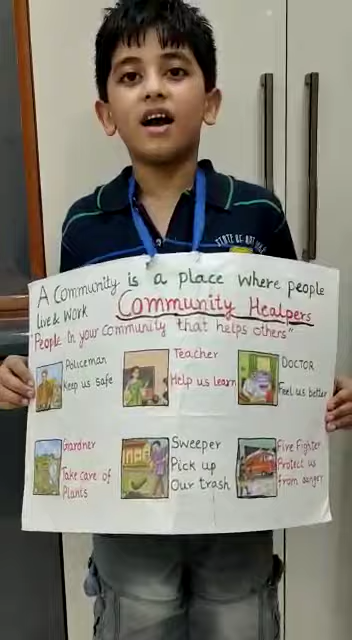 A Community is a place where people
live & Work
Community Healpers
"People In your Community that helps others"
Policeman
Keep us safe
Teacher
Help us learn
DOCTOR
Feel us better
Gardner
Take care of
Plants
Sweeper
Pick up
Our trash
Fire Fighter
Protect us
from danger